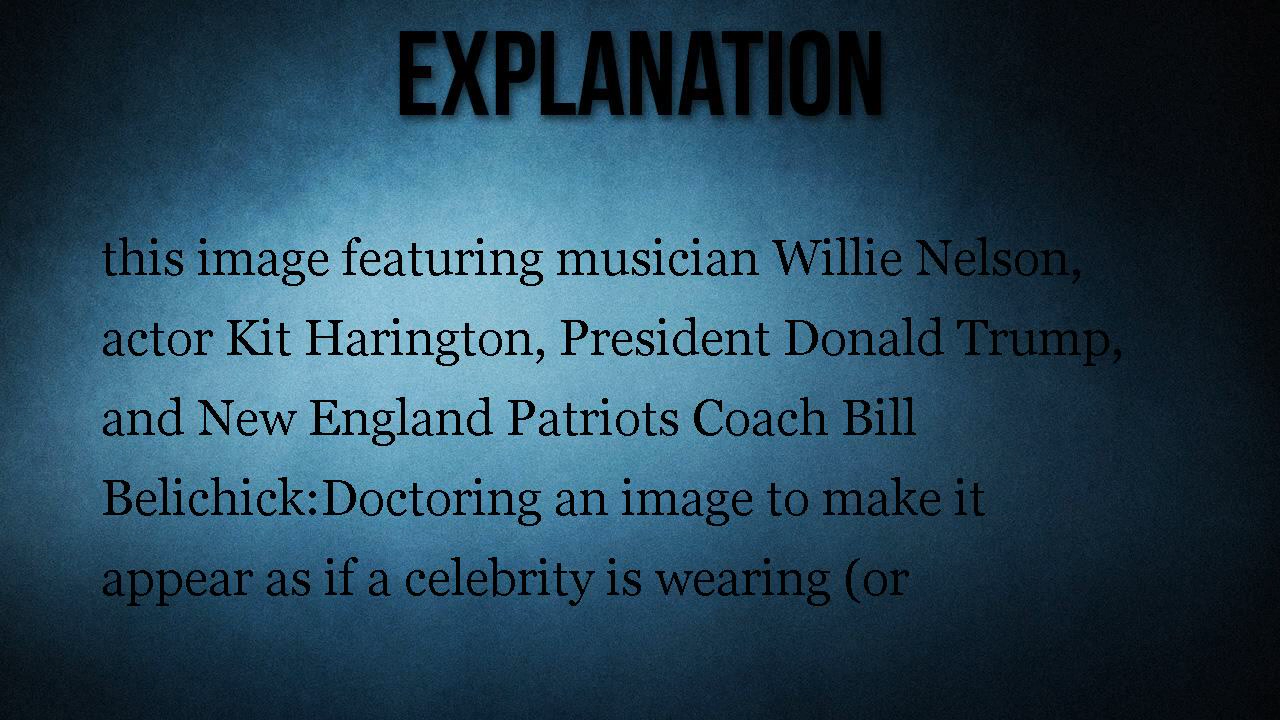 EXPLANATION
this image featuring musician Willie Nelson,
actor Kit Harington, President Donald Trump,
and New England Patriots Coach Bill
Belichick:Doctoring an image to make it
appear as if a celebrity is wearing (or